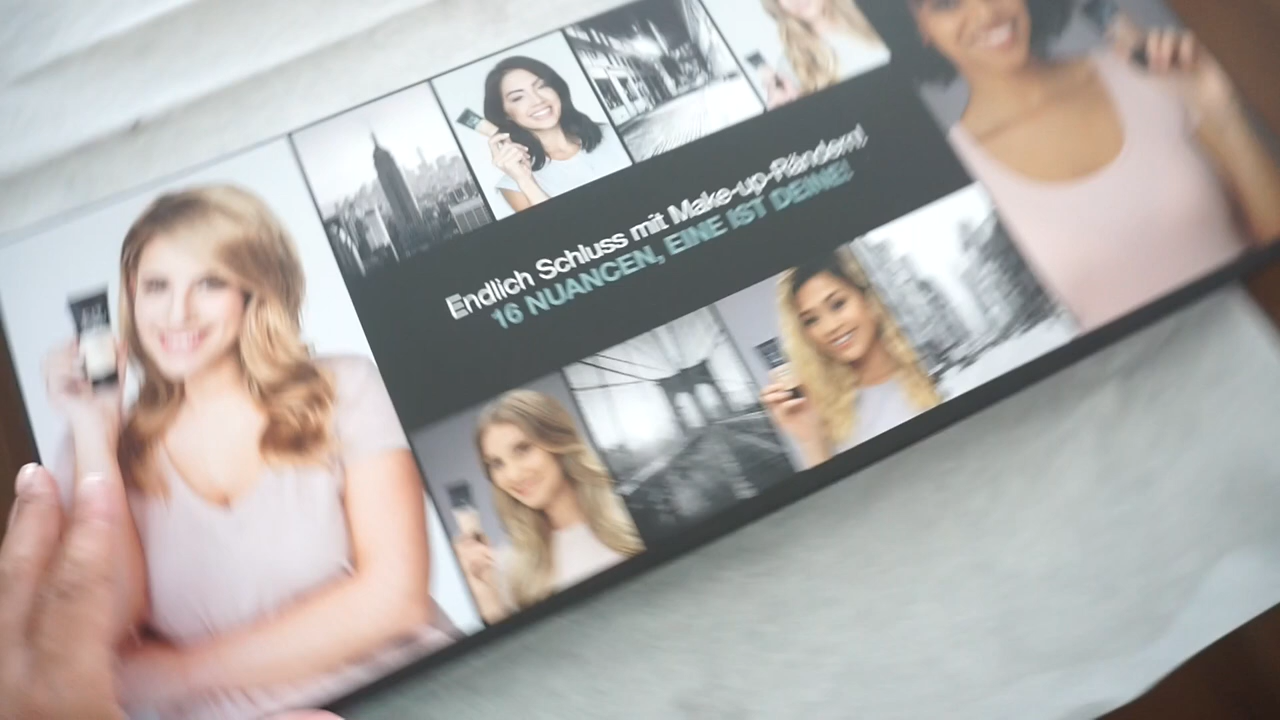 Endlich Schluss mit Make-up-Rändern!
16 NUANCEN, EINE IST DEINE!